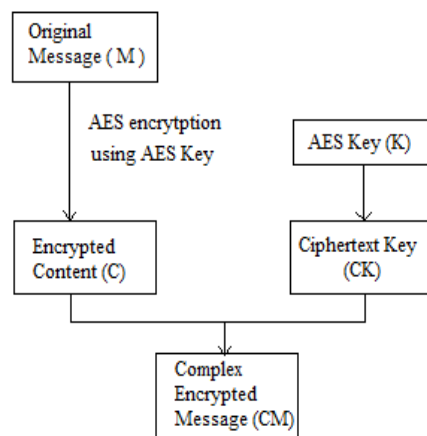 Original
Message ( M )
AES encrytption
using AES Key
AES Key (K)
Encrypted
Content (C)
Ciphertext Key
(CK)
Complex
Encrypted
Message (CM)